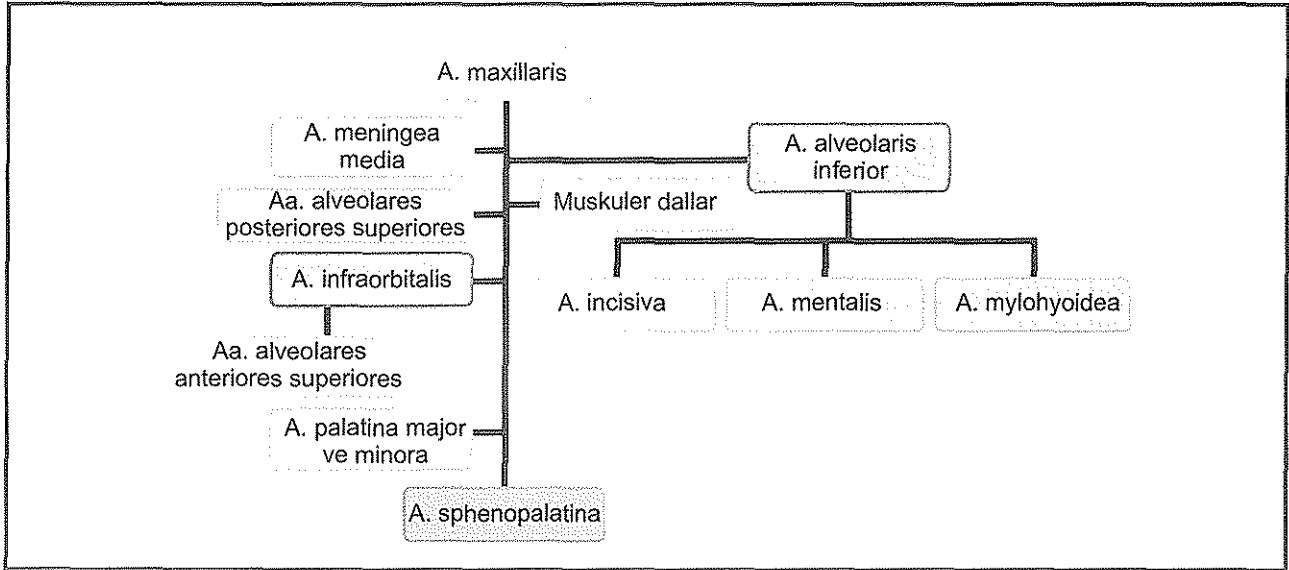 A. maxillaris
A. meningea
media
A. alveolaris
inferior
Aa. alveolares
posteriores superiores
Muskuler dallar
A. infraorbitalis
A. incisiva
A. mentalis
A. mylohyoidea
Aa. alveolares
anteriores superiores
A. palatina major
ve minora
A. sphenopalatina